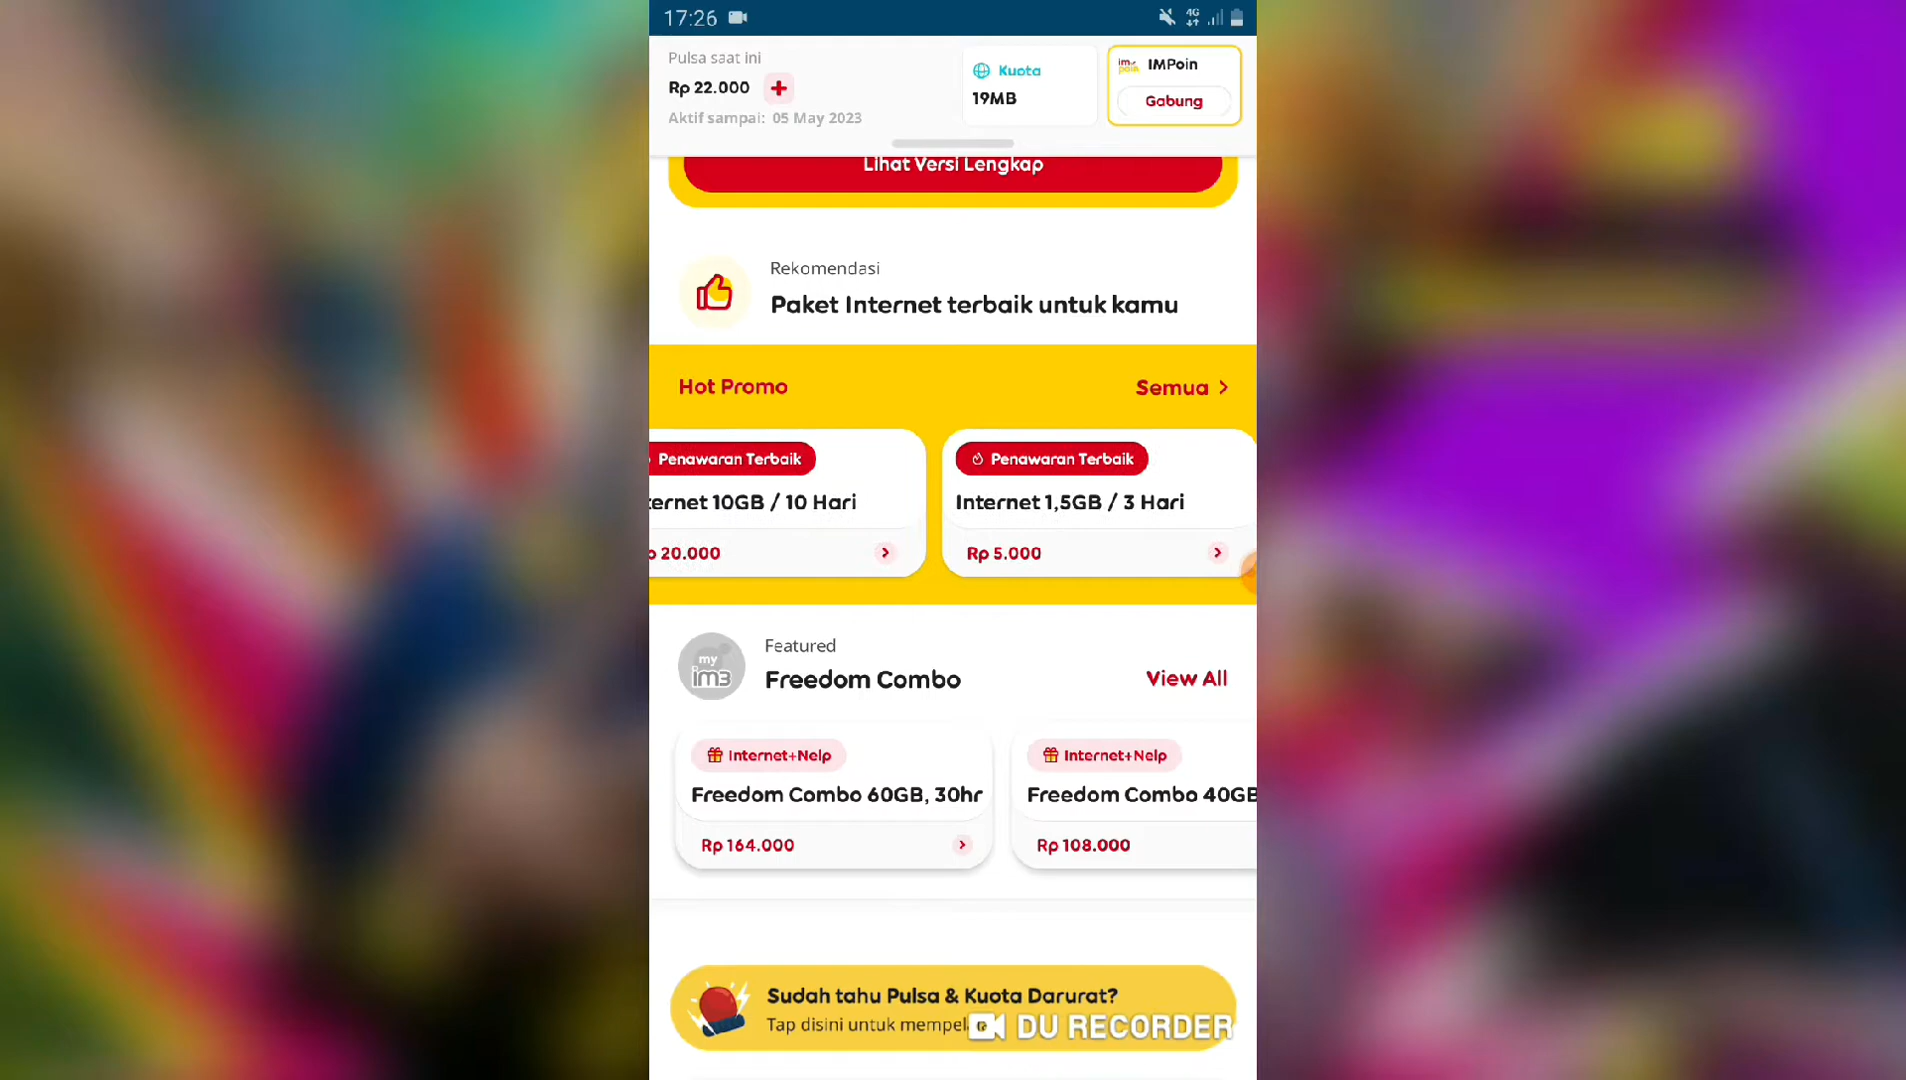 17:26
4G
Pulsa saat ini
Rp 22.000
Aktif sampai: 05 May 2023
Kuota
19MB
im
poin
IMPoin
Gabung
Lihat Versi Lengkap
Rekomendasi
Paket Internet terbaik untuk kamu
Hot Promo
Semua
Penawaran Terbaik
ternet 10GB / 10 Hari
20.000
Penawaran Terbaik
Internet 1,5GB / 3 Hari
Rp 5.000
my
im3
Featured
Freedom Combo
View All
Internet+Nelp
Freedom Combo 60GB, 30hr
Rp 164.000
Internet+Nelp
Freedom Combo 40GB
Rp 108.000
Sudah tahu Pulsa & Kuota Darurat?
Tap disini untuk mempela
DU RECORDER